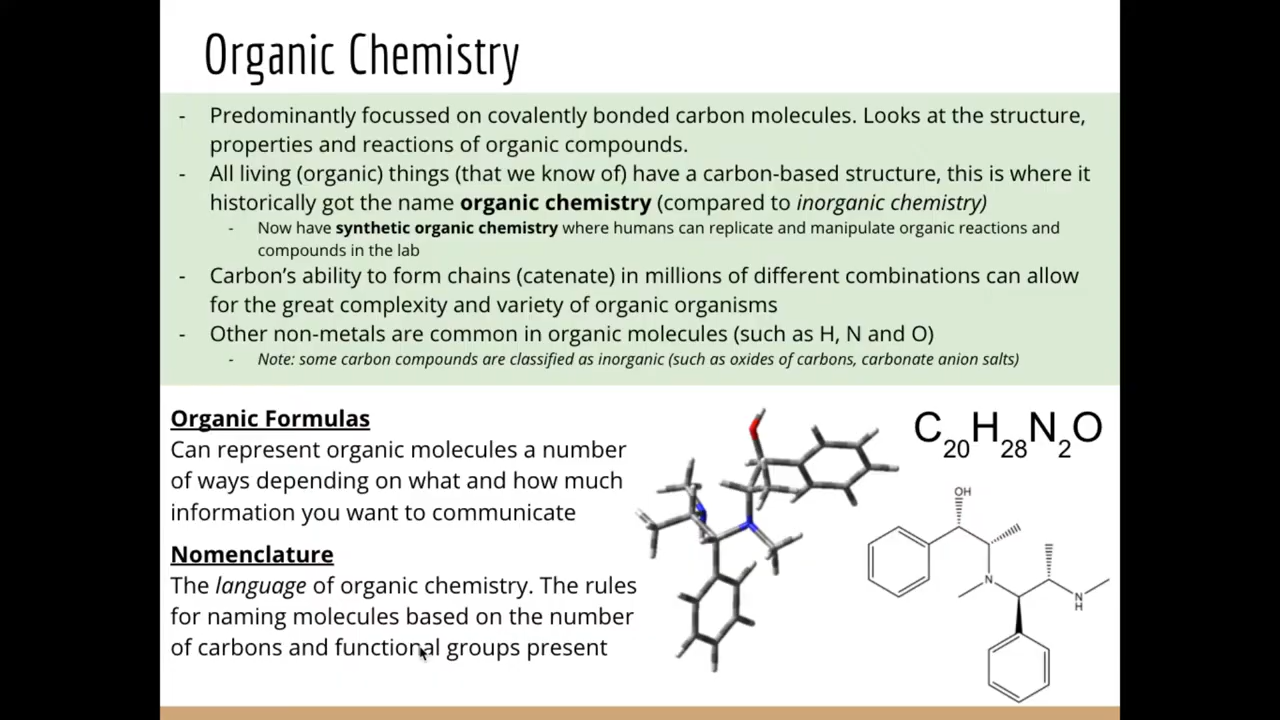 Organic Chemistry
- Predominantly focussed on covalently bonded carbon molecules. Looks at the structure,
properties and reactions of organic compounds.
- All living (organic) things (that we know of) have a carbon-based structure, this is where it
historically got the name organic chemistry (compared to inorganic chemistry)
- Now have synthetic organic chemistry where humans can replicate and manipulate organic reactions and
compounds in the lab
- Carbon's ability to form chains (catenate) in millions of different combinations can allow
for the great complexity and variety of organic organisms
- Other non-metals are common in organic molecules (such as H, N and O)
- Note: some carbon compounds are classified as inorganic (such as oxides of carbons, carbonate anion salts)
Organic Formulas
Can represent organic molecules a number
of ways depending on what and how much
information you want to communicate
Nomenclature
The language of organic chemistry. The rules
for naming molecules based on the number
of carbons and functional groups present
C20H28N2O
OH
N
N
H